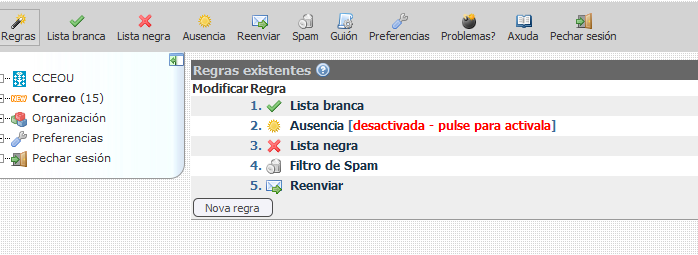 Regras Lista branca Lista negra Ausencia Reenviar Spam Guión Preferencias Problemas? Axuda Pechar sesión
CCEOU
Correo (15)
Organización
Preferencias
Pechar sesión
Regras existentes ?
Modificar Regra
1. Lista branca
2. Ausencia [desactivada - pulse para activala]
3. Lista negra
4. Filtro de Spam
5. Reenviar
Nova regra